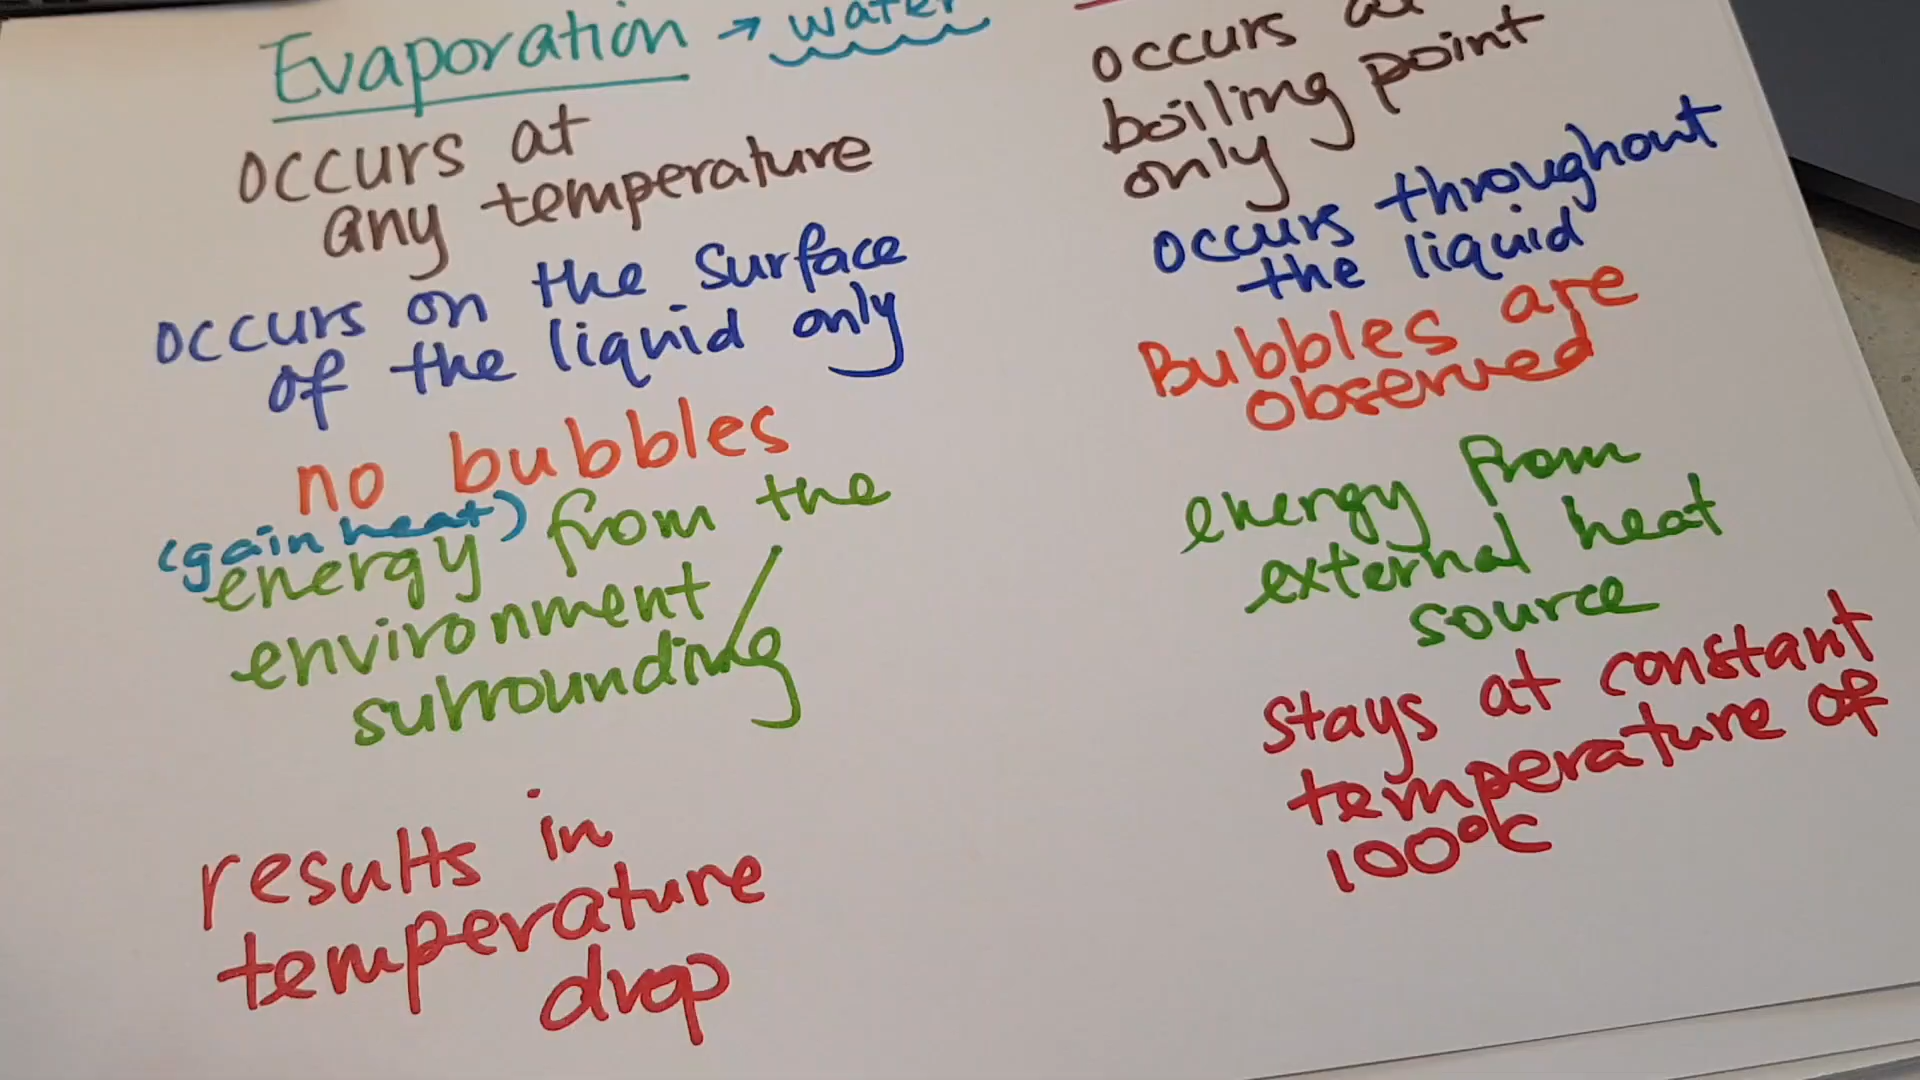 Evaporation → water
occurs at
any temperature
occurs on the surface
of the liquid only
no bubbles
(gain heat)
energy from the
environment /
surrounding
results in
temperature
drop
occurs at
boiling point
only
occurs throughout
the liquid
Bubbles are
observed
energy from
external heat
source
stays at constant
temperature of
100°C